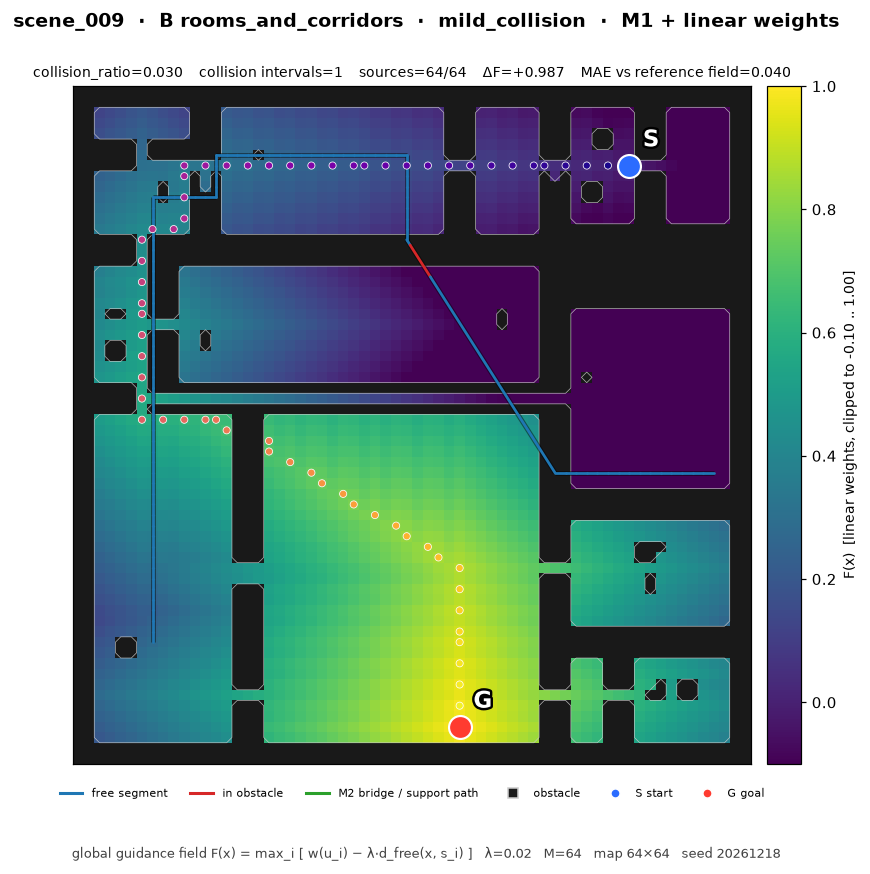 scene_009 · B rooms_and_corridors · mild_collision · M1 + linear weights
collision_ratio=0.030 collision intervals=1 sources=64/64 ΔF=+0.987 MAE vs reference field=0.040
S
G
1.0
0.8
0.6
0.4
0.2
0.0
F(x) [linear weights, clipped to -0.10 .. 1.00]
free segment
in obstacle
M2 bridge / support path
obstacle
S start
G goal
global guidance field F(x) = max_i [ w(u_i) − λ·d_free(x, s_i) ] λ=0.02 M=64 map 64×64 seed 20261218